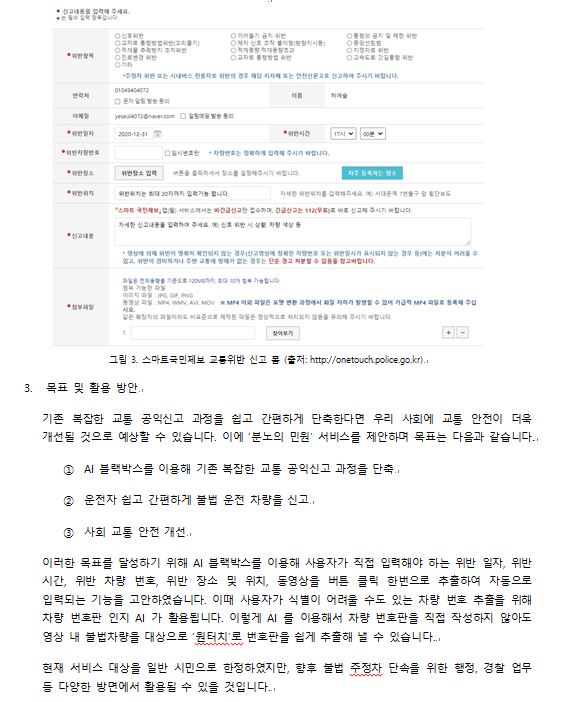 신고내용을 입력해 주세요.
는 필수 입력 항목입니다.
위반항목
신호위반
끼어들기 금지 위반
통행의 금지 및 제한 위반
교차로 통행방법위반(꼬리물기)
제차 신호 조작 불이행(방향지시등)
중앙선침범
적재물 추락방지 조치위반
적재중량,적재용량초과
지정차로 위반
진로변경 위반
교차로 통행방법 위반
고속도로 갓길통행 위반
기타
*주정차 위반 또는 시내버스 전용차로 위반의 경우 해당 지자체 또는 안전신문고로 신고하여 주시기 바랍니다.
연락처
01049404072
문자 알림 발송 동의
이름
허예슬
이메일
yeseul4072@naver.com 알림메일 발송 동의
위반일자
2020-12-31
위반시간
17시 00분
위반차량번호
임시번호판
* 차량번호는 정확하게 입력해 주시기 바랍니다.
위반장소
위반장소 입력
버튼을 클릭하셔서 장소를 설정해주시기 바랍니다.
자주 등록하는 장소
위반위치
위반위치는 최대 20자까지 입력가능 합니다.
자세한 위반위치를 입력해주세요. 예) 서대문역 7번출구 앞 횡단보도
신고내용
『스마트 국민제보』앱(웹) 서비스에서는 비긴급신고만 접수하며, 긴급신고는 112(무료)로 바로 신고해 주시기 바랍니다.
자세한 신고내용을 입력하여 주세요. 예) 신호 위반 시 상황, 차량 색상 등
* 영상에 의해 위반이 명확히 확인되지 않는 경우(신고영상에 정확한 차량번호 또는 위반일시가 표시되지 않는 경우 등)에는 처분이 어려울 수
있고, 위반이 경미하거나 주변 교통에 방해가 없는 경우는 단순 경고 처분할 수 있음을 참고바랍니다.
첨부파일
파일은 전체용량을 기준으로 120MB까지, 최대 10개 첨부 가능합니다.
첨부 가능한 파일
이미지 파일 : JPG, GIF, PNG
동영상 파일 : MP4, WMV, AVI, MOV ※ MP4 이외 파일은 포맷 변환 과정에서 화질 저하가 발생할 수 있어 가급적 MP4 파일로 등록해 주십
시오.
같은 확장자의 파일이라도 비표준으로 제작된 파일은 정상적으로 처리되지 않음을 유의해 주시기 바랍니다.
1.
찾아보기
+ -
그림 3. 스마트국민제보 교통위반 신고 폼 (출처: http://onetouch.police.go.kr).
3. 목표 및 활용 방안
기존 복잡한 교통 공익신고 과정을 쉽고 간편하게 단축한다면 우리 사회에 교통 안전이 더욱
개선될 것으로 예상할 수 있습니다. 이에 '분노의 민원' 서비스를 제안하며 목표는 다음과 같습니다.
① AI 블랙박스를 이용해 기존 복잡한 교통 공익신고 과정을 단축
② 운전자 쉽고 간편하게 불법 운전 차량을 신고
③ 사회 교통 안전 개선
이러한 목표를 달성하기 위해 AI 블랙박스를 이용해 사용자가 직접 입력해야 하는 위반 일자, 위반
시간, 위반 차량 번호, 위반 장소 및 위치, 동영상을 버튼 클릭 한번으로 추출하여 자동으로
입력되는 기능을 고안하였습니다. 이때 사용자가 식별이 어려울 수도 있는 차량 번호 추출을 위해
차량 번호판 인지 AI 가 활용됩니다. 이렇게 AI 를 이용해서 차량 번호판을 직접 작성하지 않아도
영상 내 불법차량을 대상으로 '원터치'로 번호판을 쉽게 추출해 낼 수 있습니다.
현재 서비스 대상을 일반 시민으로 한정하였지만, 향후 불법 주정차 단속을 위한 행정, 경찰 업무
등 다양한 방면에서 활용될 수 있을 것입니다.